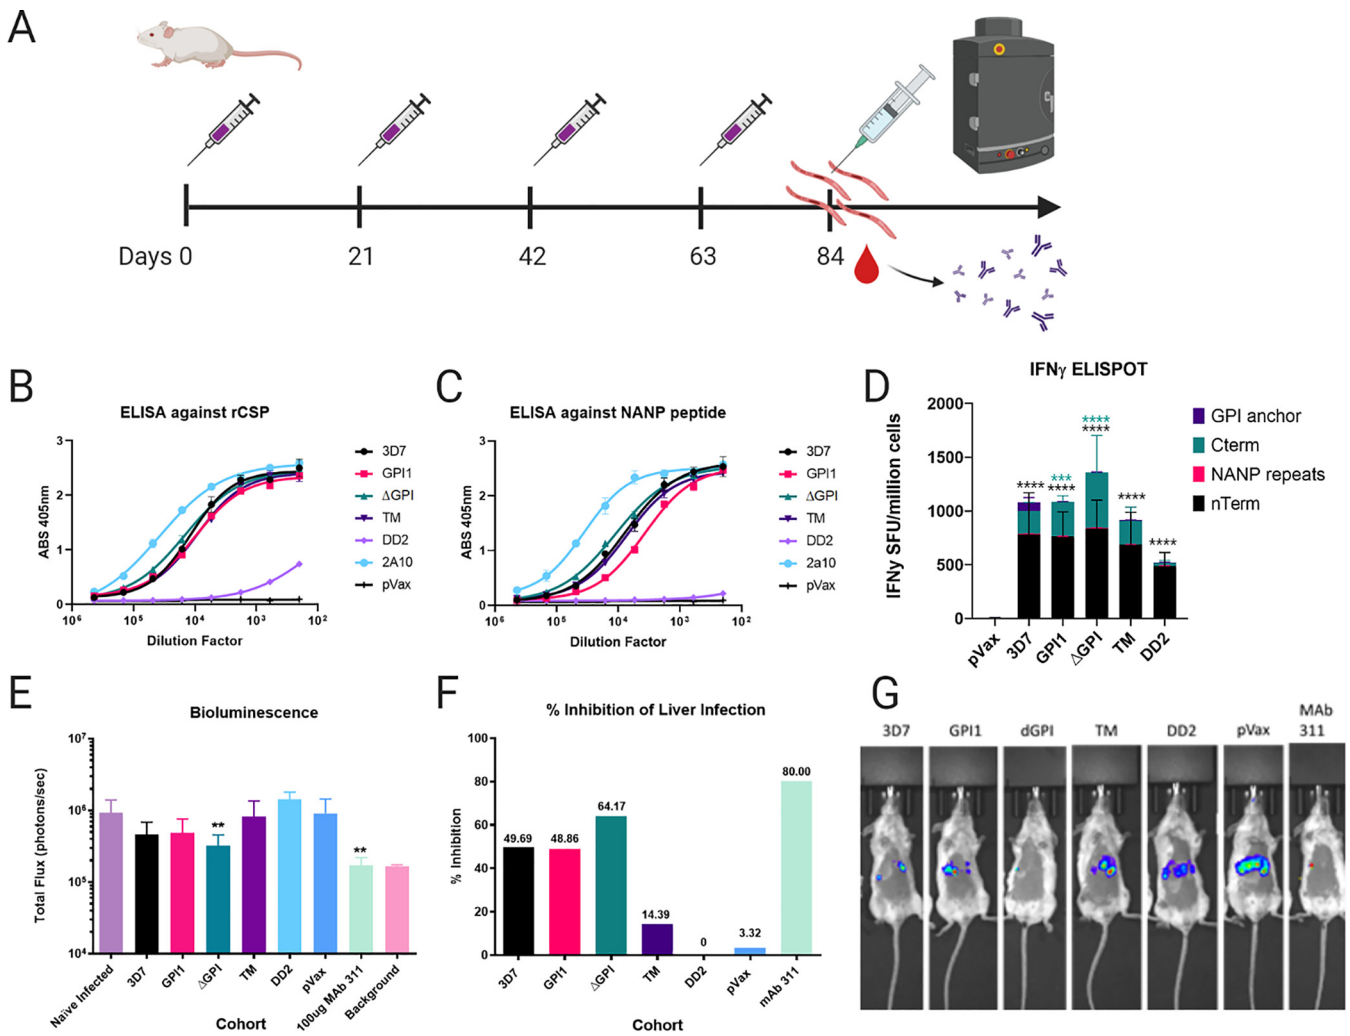 A
Days 0
21
42
63
84
B
ELISA against rCSP
ABS 405nm
3
2
1
0
10⁶
10⁵
10⁴
10³
10²
Dilution Factor
3D7
GPI1
ΔGPI
TM
DD2
2A10
pVax
C
ELISA against NANP peptide
ABS 405nm
3
2
1
0
10⁶
10⁵
10⁴
10³
10²
Dilution Factor
3D7
GPI1
ΔGPI
TM
DD2
2a10
pVax
D
IFNγ ELISPOT
IFNγ SFU/million cells
2000
1500
1000
500
0
****
***
****
****
****
****
****
pVax
3D7
GPI1
ΔGPI
TM
DD2
GPI anchor
Cterm
NANP repeats
nTerm
E
Bioluminescence
Total Flux (photons/sec)
10⁷
10⁶
10⁵
10⁴
**
**
Naïve Infected
3D7
GPI1
ΔGPI
TM
DD2
pVax
100ug MAb 311
Background
Cohort
F
% Inhibition of Liver Infection
% Inhibition
100
80
60
40
20
0
49.69
48.86
64.17
14.39
0
3.32
80.00
3D7
GPI1
ΔGPI
TM
DD2
pVax
mAb 311
Cohort
G
3D7
GPI1
dGPI
TM
DD2
pVax
MAb
311